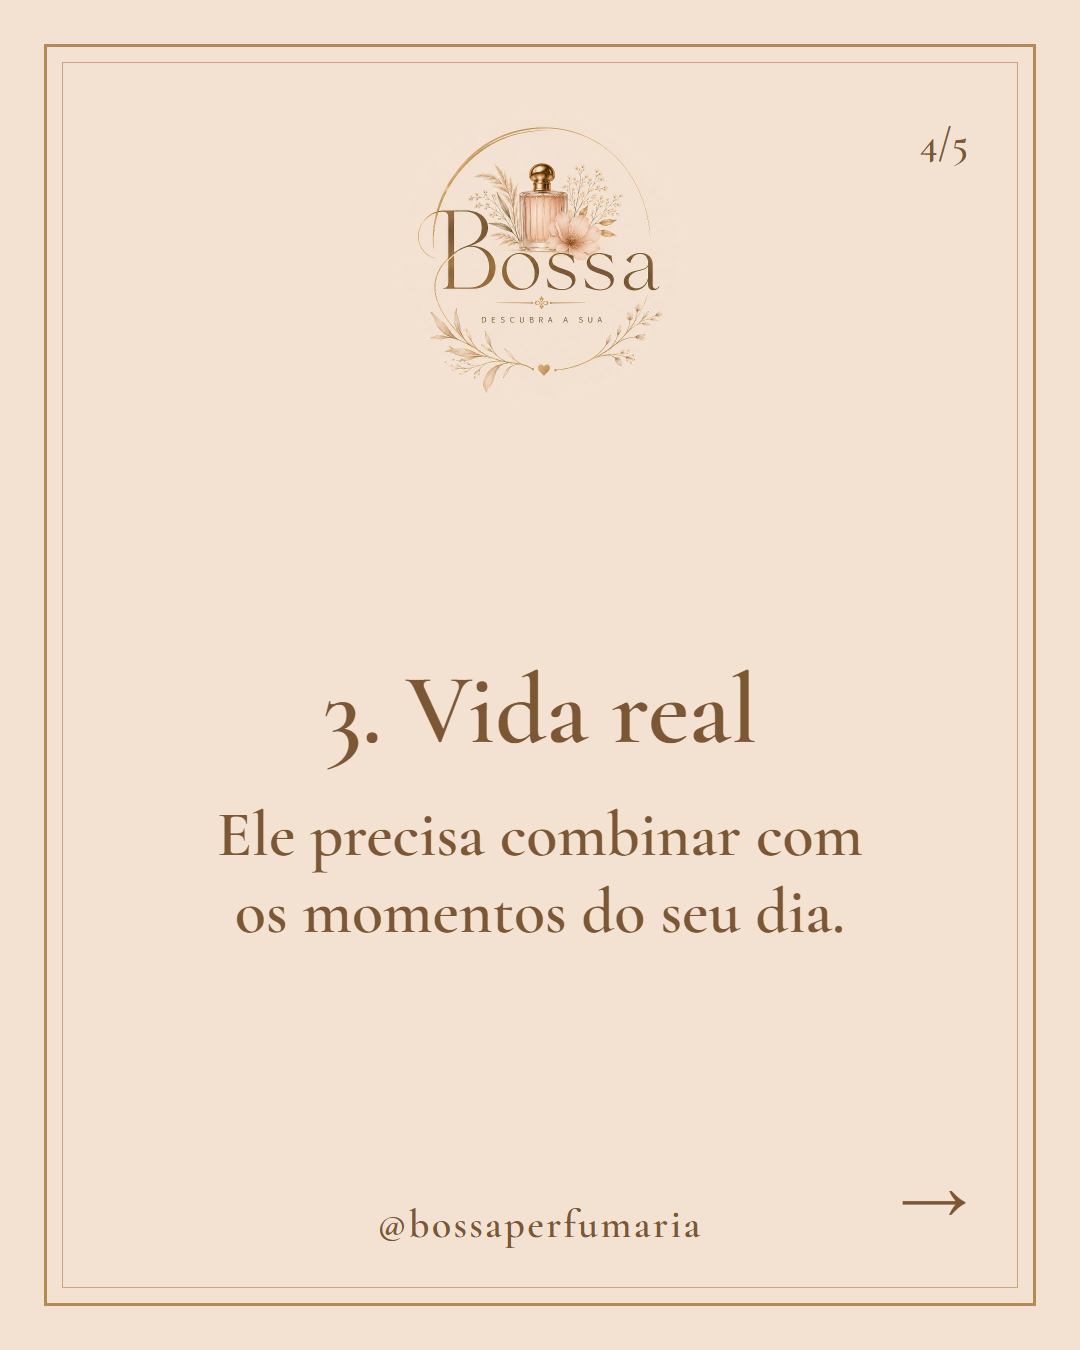 4/5
Bossa
DESCUBRA A SUA
3. Vida real
Ele precisa combinar com
os momentos do seu dia.
→
@bossaperfumaria